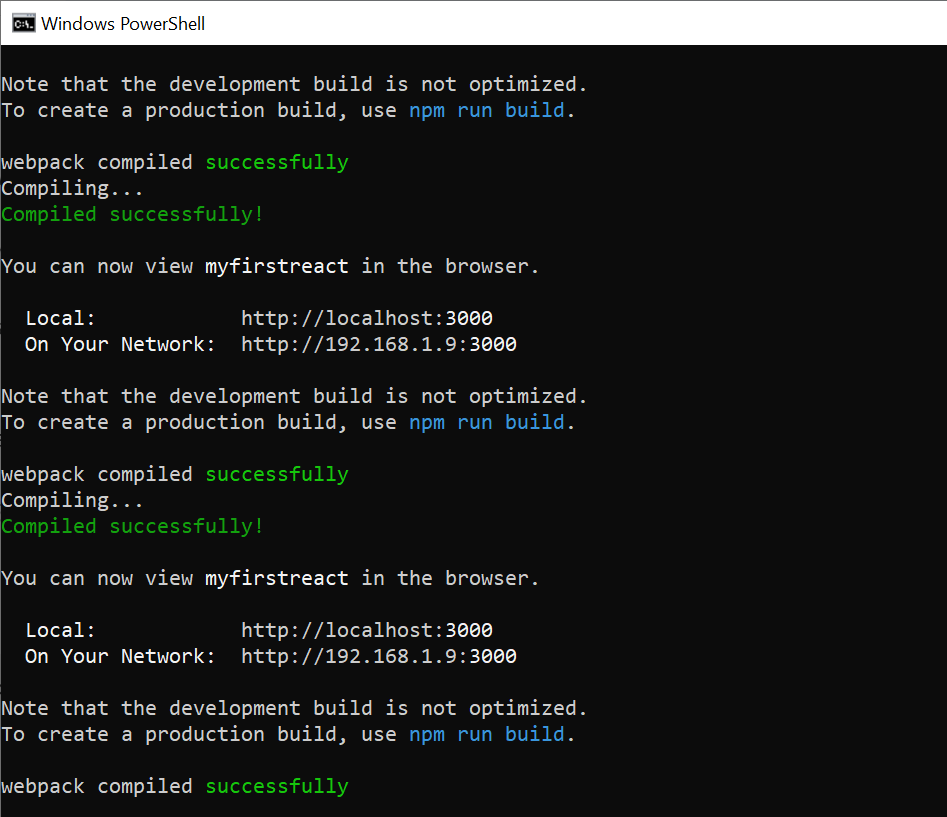 Windows PowerShell
Note that the development build is not optimized.
To create a production build, use npm run build.
webpack compiled successfully
Compiling...
Compiled successfully!
You can now view myfirstreact in the browser.
Local: http://localhost:3000
On Your Network: http://192.168.1.9:3000
Note that the development build is not optimized.
To create a production build, use npm run build.
webpack compiled successfully
Compiling...
Compiled successfully!
You can now view myfirstreact in the browser.
Local: http://localhost:3000
On Your Network: http://192.168.1.9:3000
Note that the development build is not optimized.
To create a production build, use npm run build.
webpack compiled successfully